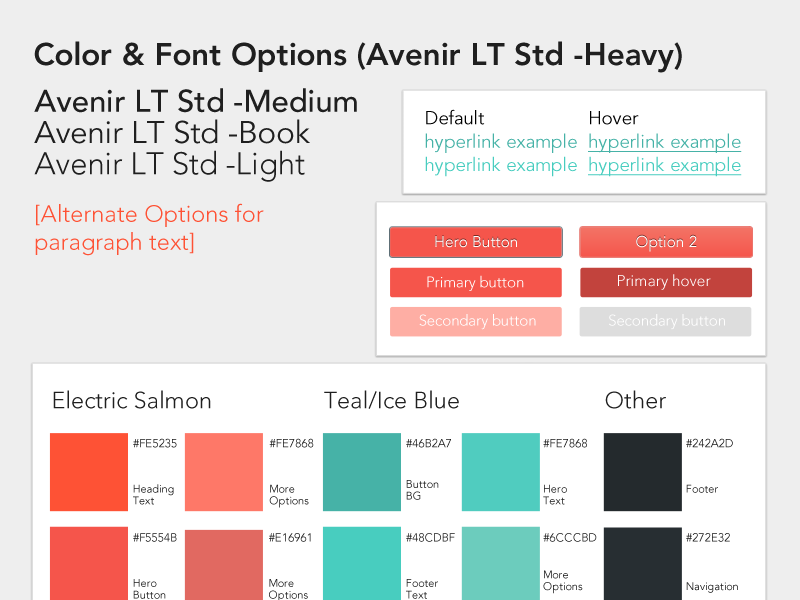 Color & Font Options (Avenir LT Std -Heavy)
Avenir LT Std -Medium
Avenir LT Std -Book
Avenir LT Std -Light
[Alternate Options for
paragraph text]
Default Hover
hyperlink example hyperlink example
hyperlink example hyperlink example
Hero Button Option 2
Primary button Primary hover
Secondary button Secondary button
Electric Salmon Teal/Ice Blue Other
#FE5235 #FE7868 #46B2A7 #FE7868 #242A2D
Heading
Text
More
Options
Button
BG
Hero
Text
Footer
#F5554B #E16961 #48CDBF #6CCCBD #272E32
Hero
Button
More
Options
Footer
Text
More
Options
Navigation